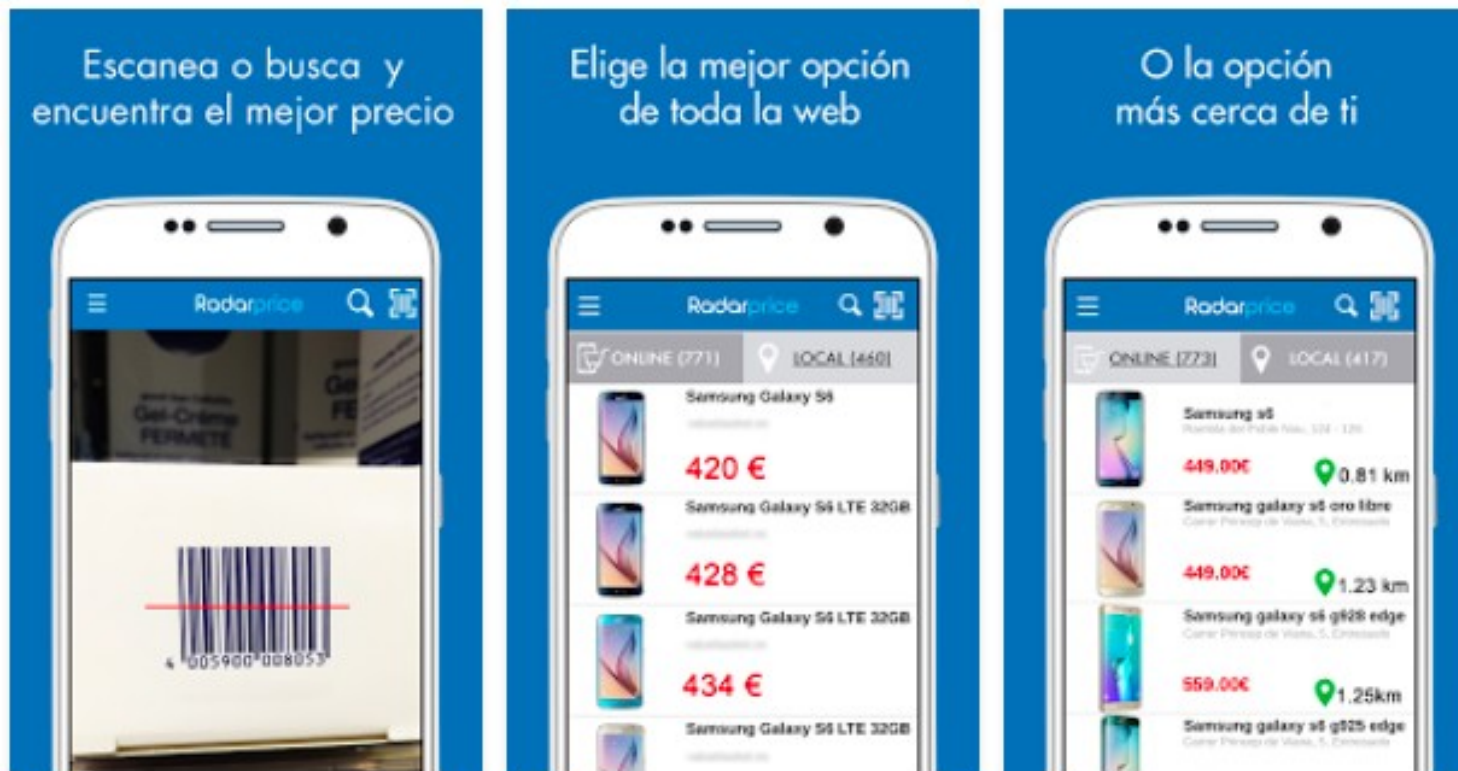 Escanea o busca y
encuentra el mejor precio
Radarprice
Gel-Crème
FERMETÉ
Ge
FE
4 005900 008053
Elige la mejor opción
de toda la web
Radarprice
ONLINE (771)
LOCAL (460)
Samsung Galaxy S6
420 €
Samsung Galaxy S6 LTE 32GB
428 €
Samsung Galaxy S6 LTE 32GB
434 €
Samsung Galaxy S6 LTE 32GB
O la opción
más cerca de ti
Radarprice
ONLINE (773)
LOCAL (417)
Samsung s6
449.00€
0.81 km
Samsung galaxy s6 oro libre
449.00€
1.23 km
Samsung galaxy s6 g928 edge
559.00€
1.25km
Samsung galaxy s6 g925 edge